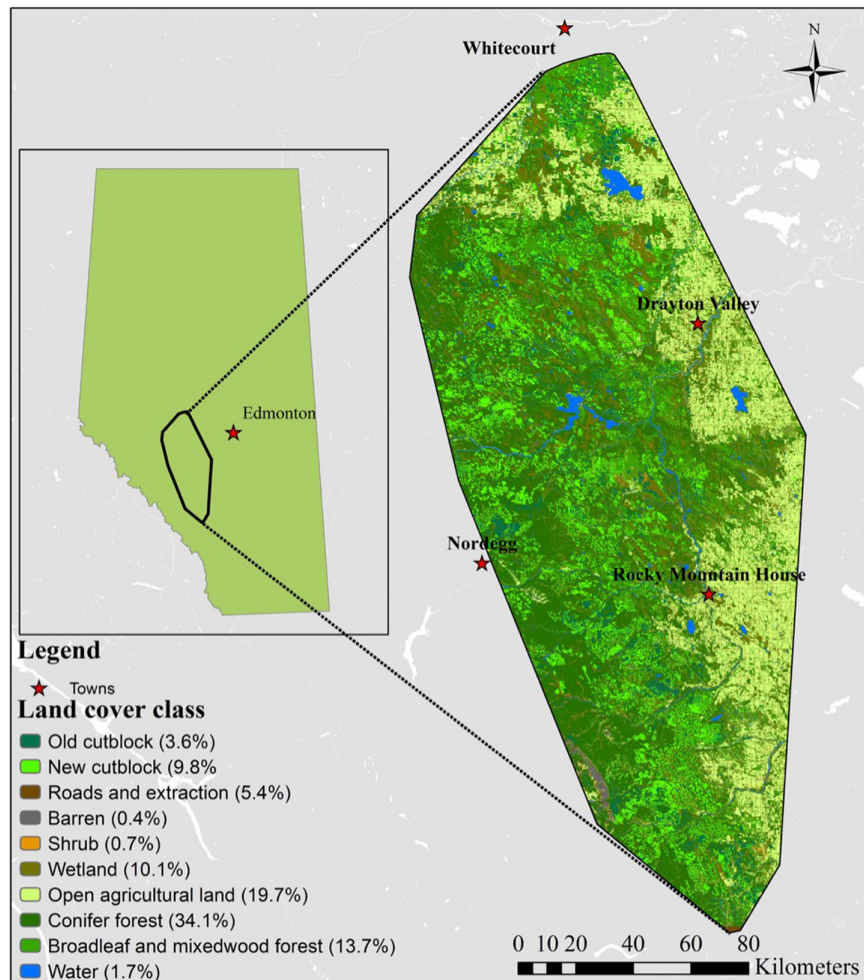 Whitecourt
N
Edmonton
Drayton Valley
Nordegg
Rocky Mountain House
Legend
Towns
Land cover class
Old cutblock (3.6%)
New cutblock (9.8%
Roads and extraction (5.4%)
Barren (0.4%)
Shrub (0.7%)
Wetland (10.1%)
Open agricultural land (19.7%)
Conifer forest (34.1%)
Broadleaf and mixedwood forest (13.7%)
Water (1.7%)
0 10 20 40 60 80
Kilometers